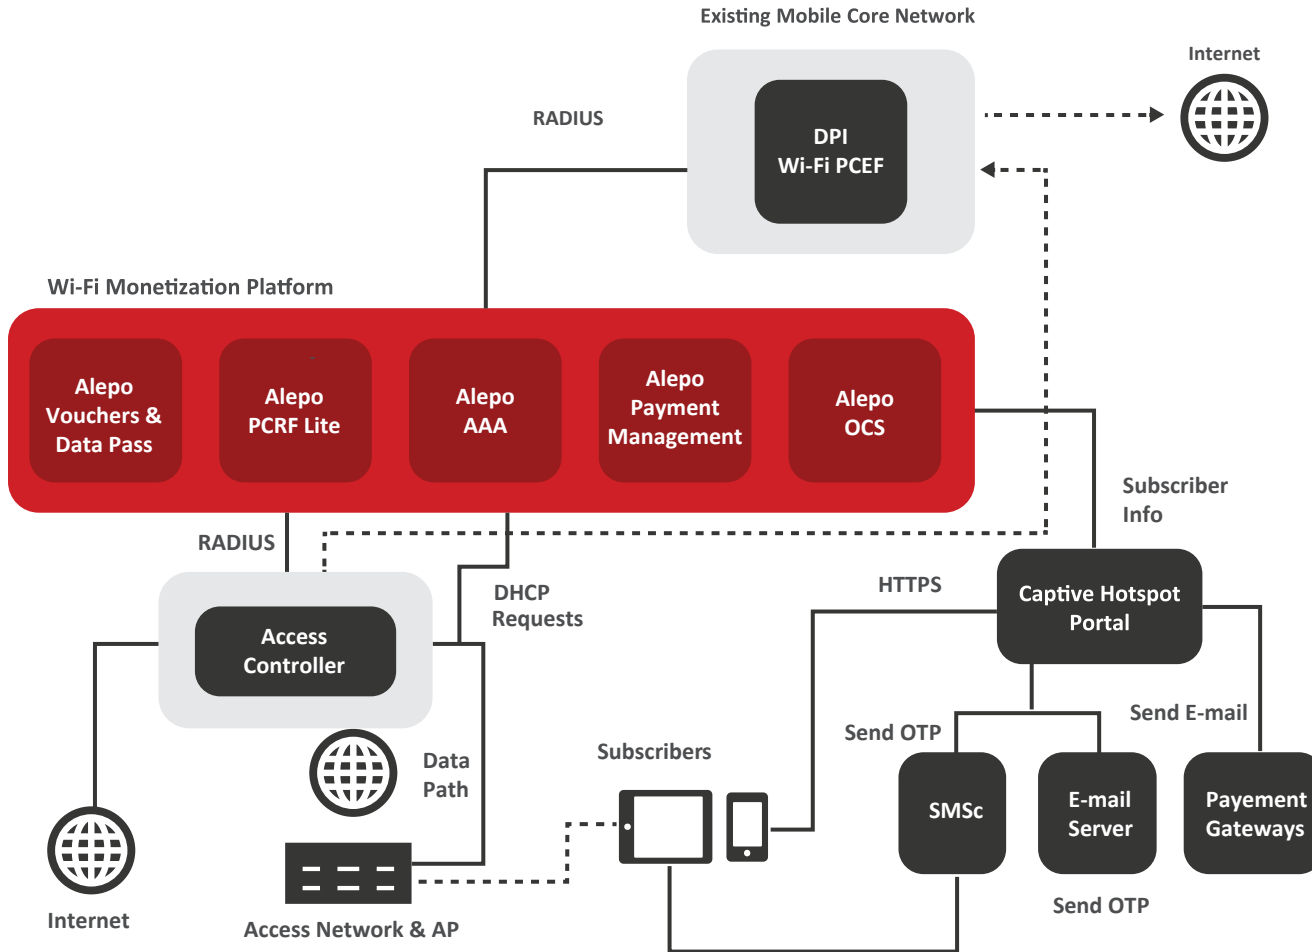 Existing Mobile Core Network
Internet
RADIUS
DPI
Wi-Fi PCEF
Wi-Fi Monetization Platform
Alepo
Vouchers &
Data Pass
Alepo
PCRF Lite
Alepo
AAA
Alepo
Payment
Management
Alepo
OCS
Subscriber
Info
RADIUS
DHCP
Requests
HTTPS
Captive Hotspot
Portal
Access
Controller
Send E-mail
Send OTP
Data
Path
Subscribers
SMSc
E-mail
Server
Payement
Gateways
Send OTP
Internet
Access Network & AP